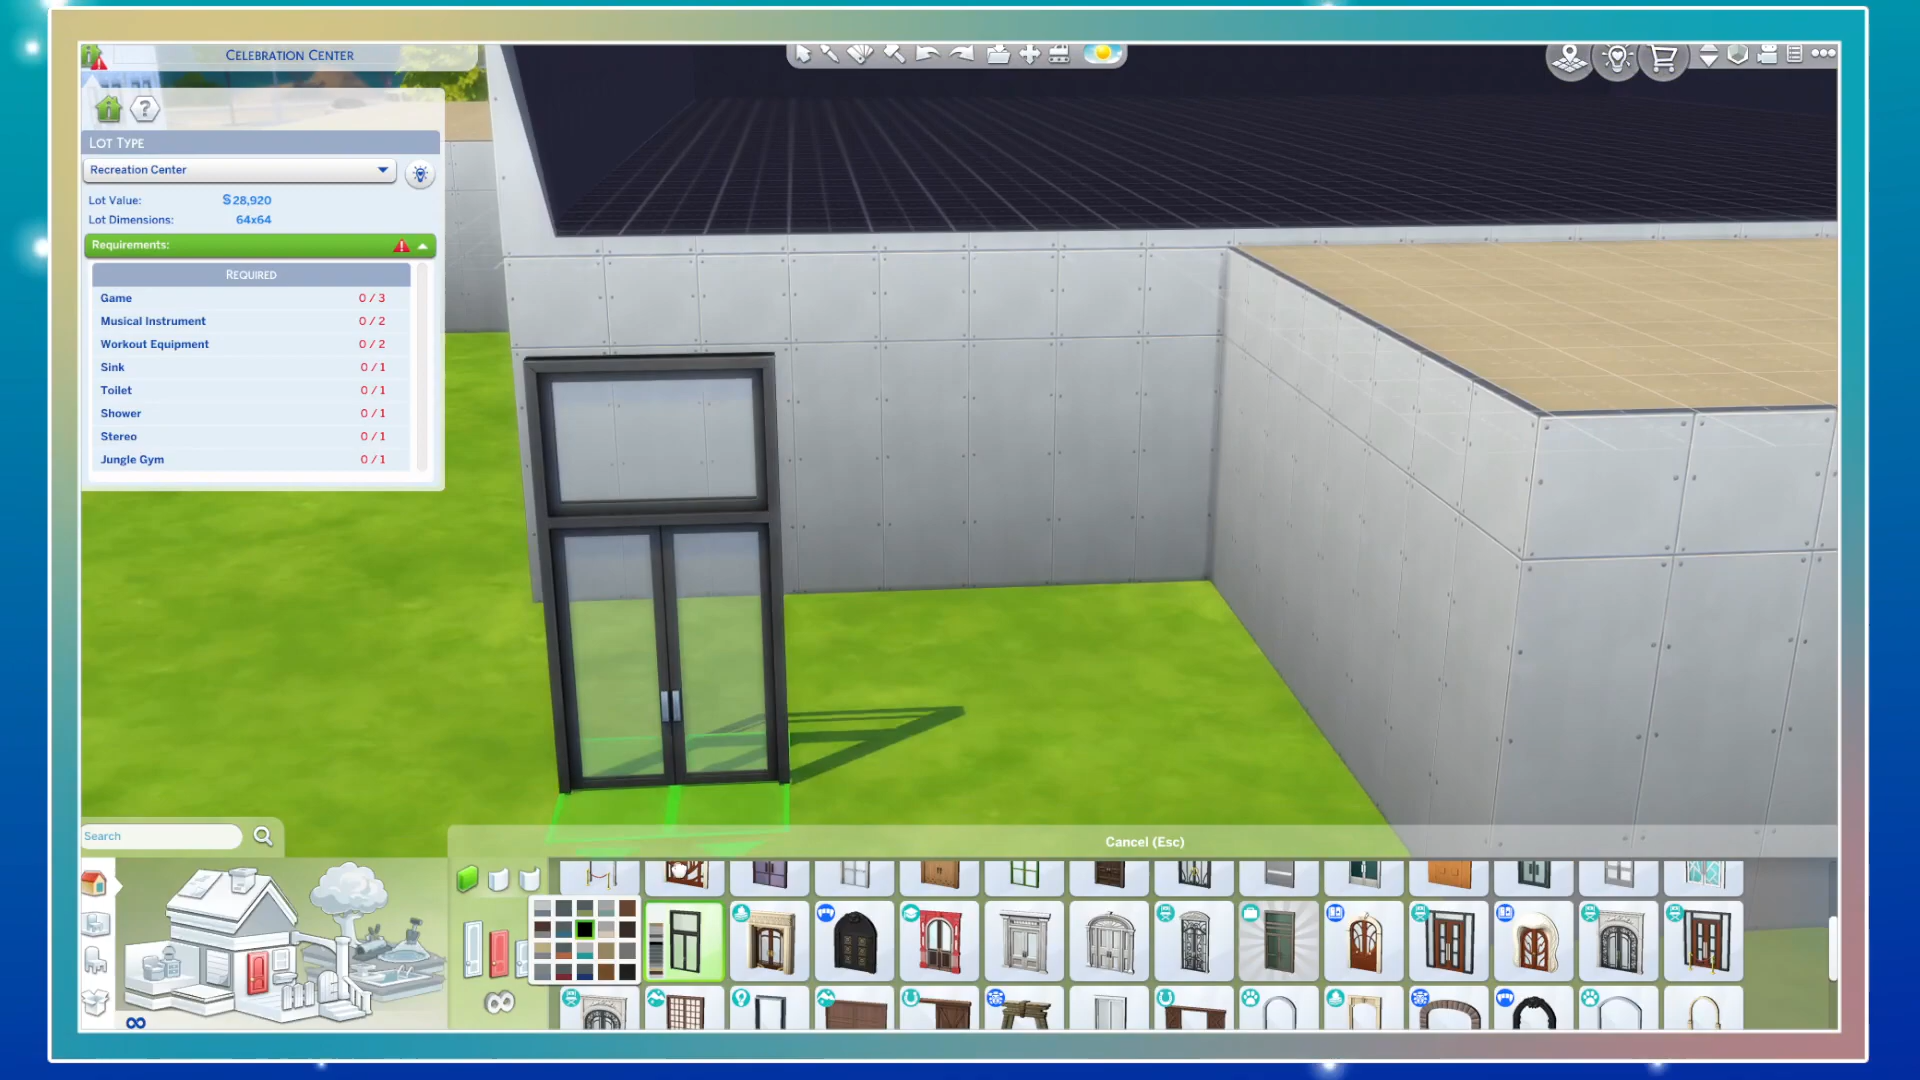 CELEBRATION CENTER
?
LOT TYPE
Recreation Center
Lot Value: $28,920
Lot Dimensions: 64x64
Requirements:
REQUIRED
Game 0 / 3
Musical Instrument 0 / 2
Workout Equipment 0 / 2
Sink 0 / 1
Toilet 0 / 1
Shower 0 / 1
Stereo 0 / 1
Jungle Gym 0 / 1
Search
Cancel (Esc)